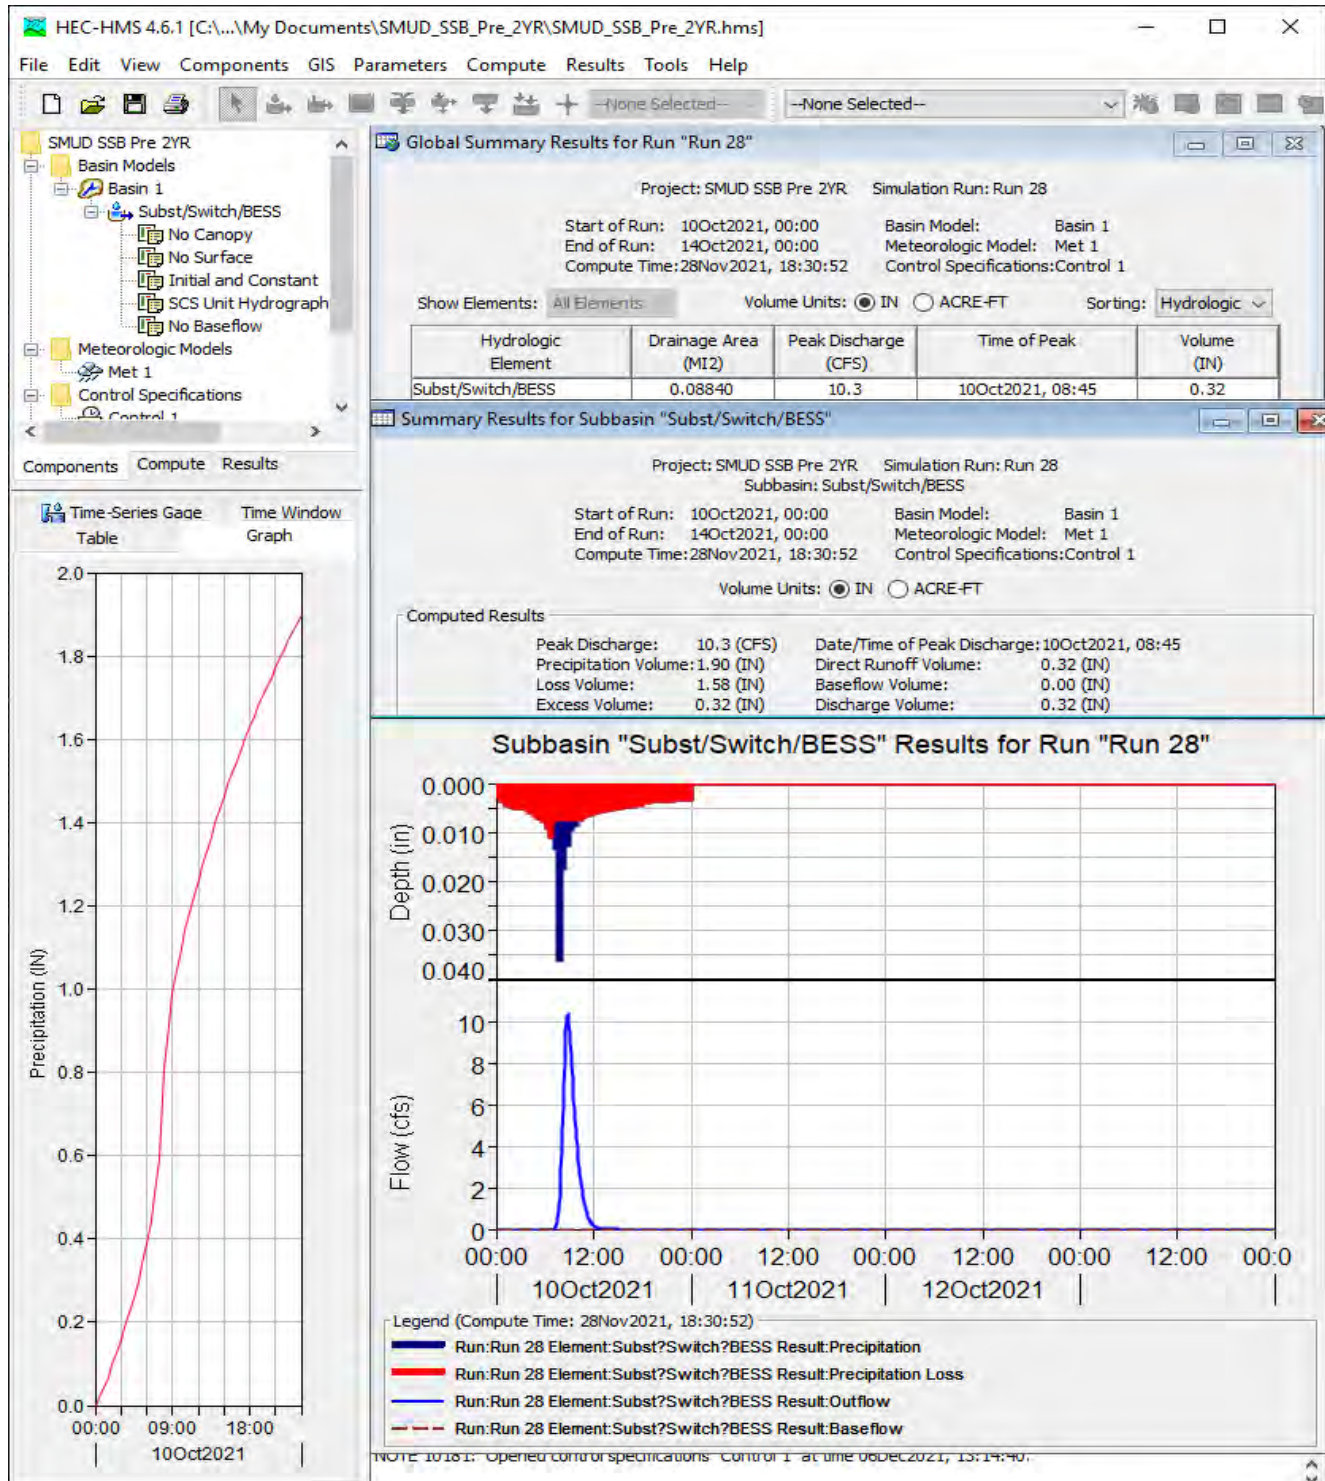 HEC-HMS 4.6.1 [C:\...\My Documents\SMUD_SSB_Pre_2YR\SMUD_SSB_Pre_2YR.hms]
File Edit View Components GIS Parameters Compute Results Tools Help
--None Selected-- --None Selected--
SMUD SSB Pre 2YR
Basin Models
Basin 1
Subst/Switch/BESS
No Canopy
No Surface
Initial and Constant
SCS Unit Hydrograph
No Baseflow
Meteorologic Models
Met 1
Control Specifications
Control 1
Components Compute Results
Global Summary Results for Run "Run 28"
Project: SMUD SSB Pre 2YR Simulation Run: Run 28
Start of Run: 10Oct2021, 00:00 Basin Model: Basin 1
End of Run: 14Oct2021, 00:00 Meteorologic Model: Met 1
Compute Time:28Nov2021, 18:30:52 Control Specifications:Control 1
Show Elements: All Elements Volume Units: IN ACRE-FT Sorting: Hydrologic
Hydrologic Element Drainage Area (MI2) Peak Discharge (CFS) Time of Peak Volume (IN)
Subst/Switch/BESS 0.08840 10.3 10Oct2021, 08:45 0.32
Summary Results for Subbasin "Subst/Switch/BESS"
Project: SMUD SSB Pre 2YR Simulation Run: Run 28
Subbasin: Subst/Switch/BESS
Start of Run: 10Oct2021, 00:00 Basin Model: Basin 1
End of Run: 14Oct2021, 00:00 Meteorologic Model: Met 1
Compute Time:28Nov2021, 18:30:52 Control Specifications:Control 1
Volume Units: IN ACRE-FT
Computed Results
Peak Discharge: 10.3 (CFS) Date/Time of Peak Discharge:10Oct2021, 08:45
Precipitation Volume:1.90 (IN) Direct Runoff Volume: 0.32 (IN)
Loss Volume: 1.58 (IN) Baseflow Volume: 0.00 (IN)
Excess Volume: 0.32 (IN) Discharge Volume: 0.32 (IN)
Time-Series Gage Time Window
Table Graph
2.0
1.8
1.6
1.4
1.2
1.0
0.8
0.6
0.4
0.2
0.0
Precipitation (IN)
00:00 09:00 18:00
10Oct2021
Subbasin "Subst/Switch/BESS" Results for Run "Run 28"
0.000
0.010
0.020
0.030
0.040
Depth (in)
10
8
6
4
2
0
Flow (cfs)
00:00 12:00 00:00 12:00 00:00 12:00 00:00 12:00 00:0
10Oct2021 11Oct2021 12Oct2021
Legend (Compute Time: 28Nov2021, 18:30:52)
Run:Run 28 Element:Subst?Switch?BESS Result:Precipitation
Run:Run 28 Element:Subst?Switch?BESS Result:Precipitation Loss
Run:Run 28 Element:Subst?Switch?BESS Result:Outflow
Run:Run 28 Element:Subst?Switch?BESS Result:Baseflow
NOTE 10181: Opened control specifications "Control 1" at time 06Dec2021, 13:14:40.